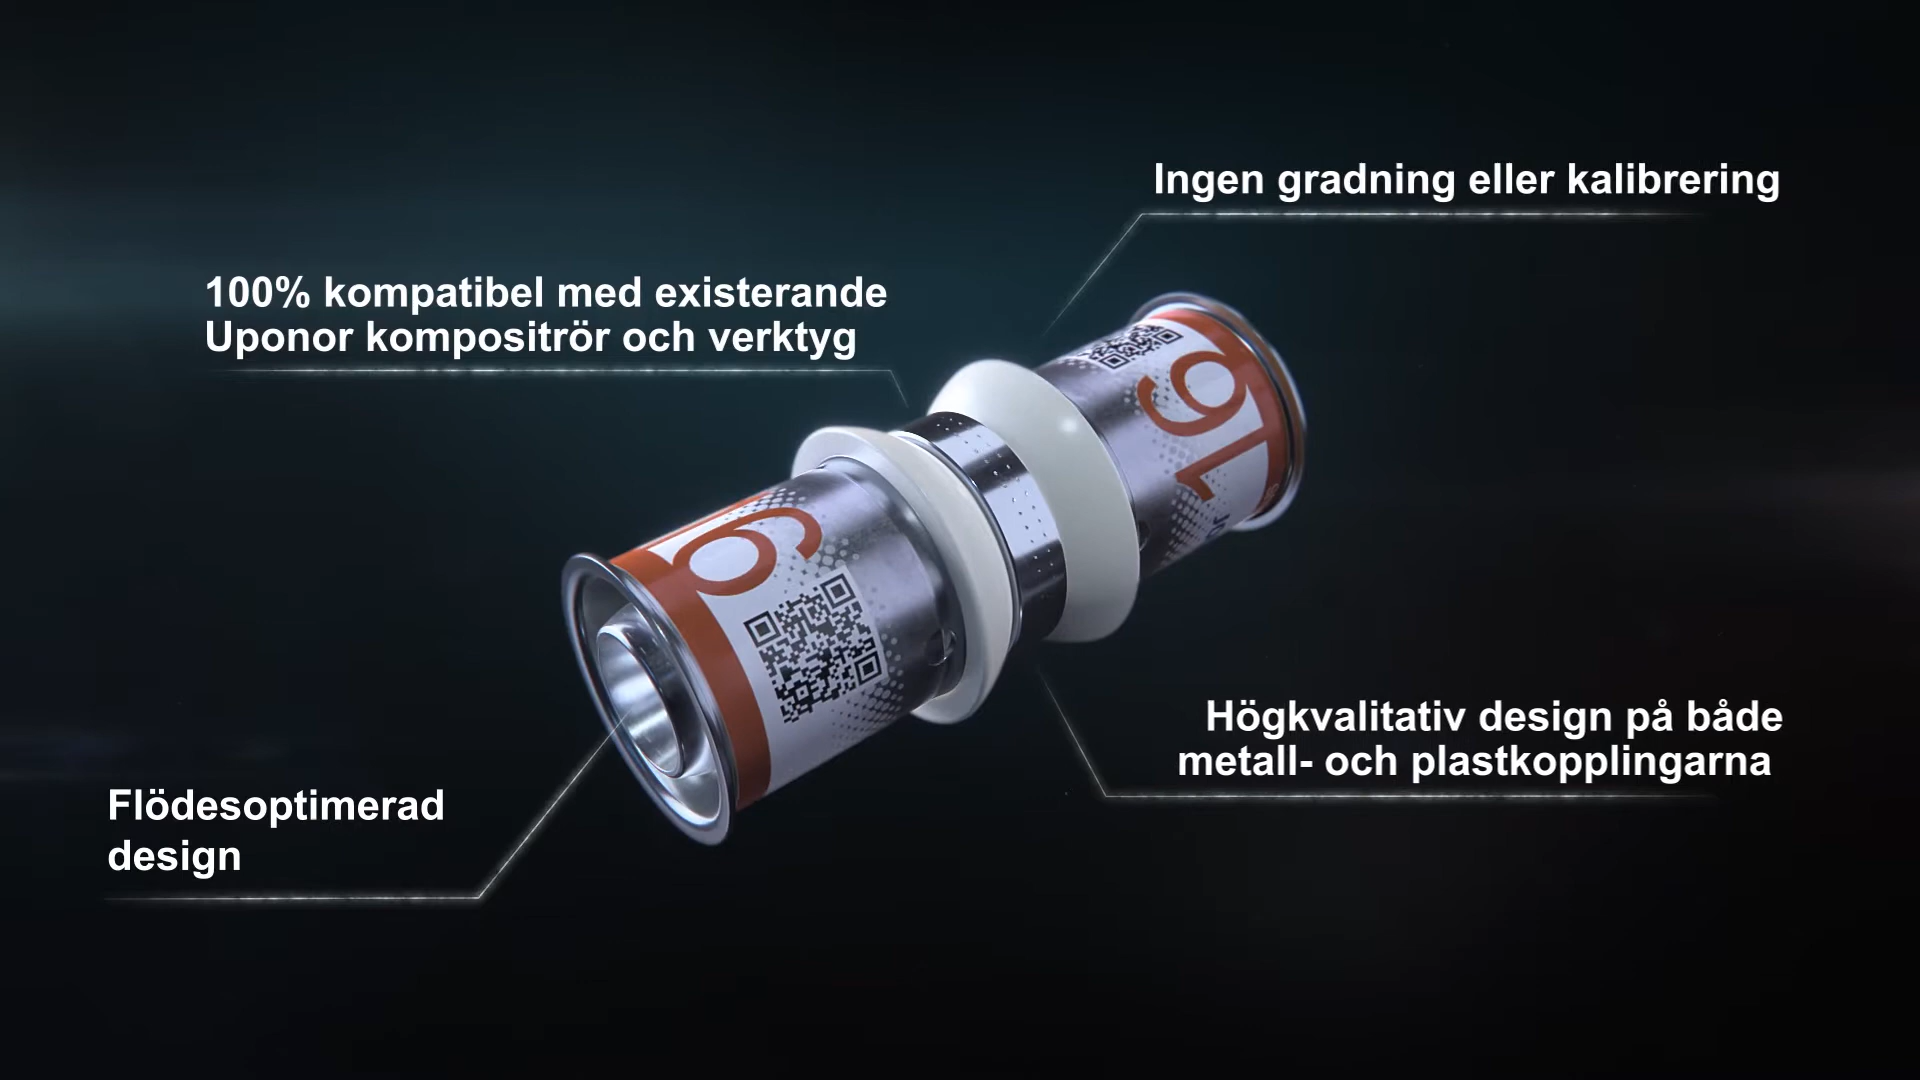 Ingen gradning eller kalibrering
100% kompatibel med existerande
Uponor kompositrör och verktyg
16
16
Högkvalitativ design på både
metall- och plastkopplingarna
Flödesoptimerad
design